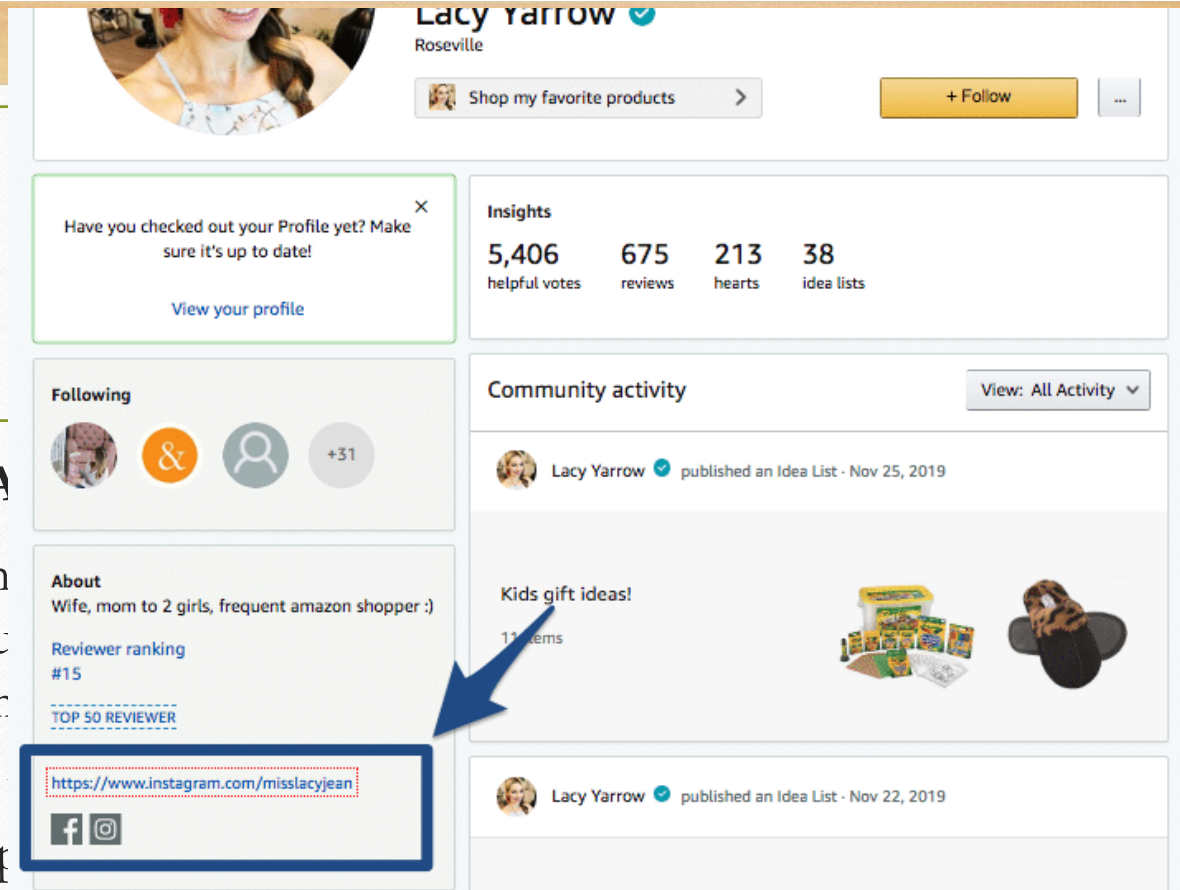 Lacy Yarrow
Roseville
Shop my favorite products
+ Follow
...
Have you checked out your Profile yet? Make
sure it's up to date!
View your profile
Insights
5,406
helpful votes
675
reviews
213
hearts
38
idea lists
Following
&
+31
About
Wife, mom to 2 girls, frequent amazon shopper :)
Reviewer ranking
#15
TOP 50 REVIEWER
https://www.instagram.com/misslacyjean
Community activity
View: All Activity
Lacy Yarrow published an Idea List · Nov 25, 2019
Kids gift ideas!
11 items
Lacy Yarrow published an Idea List · Nov 22, 2019